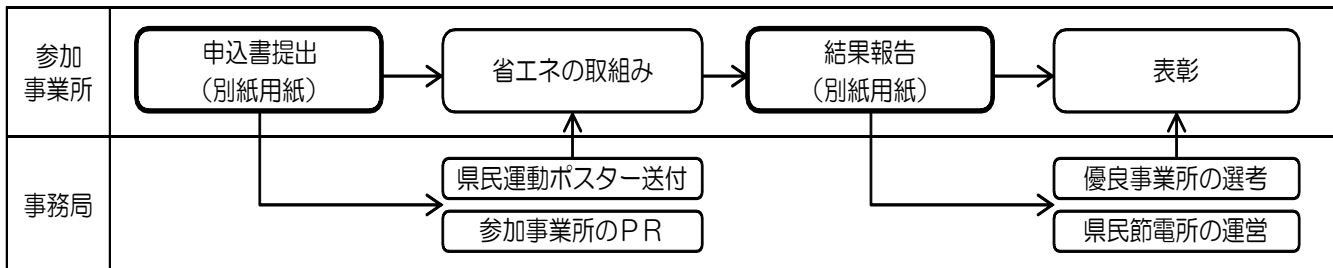 参加
事業所
申込書提出
(別紙用紙)
省エネの取組み
結果報告
(別紙用紙)
表彰
事務局
県民運動ポスター送付
参加事業所のＰＲ
優良事業所の選考
県民節電所の運営